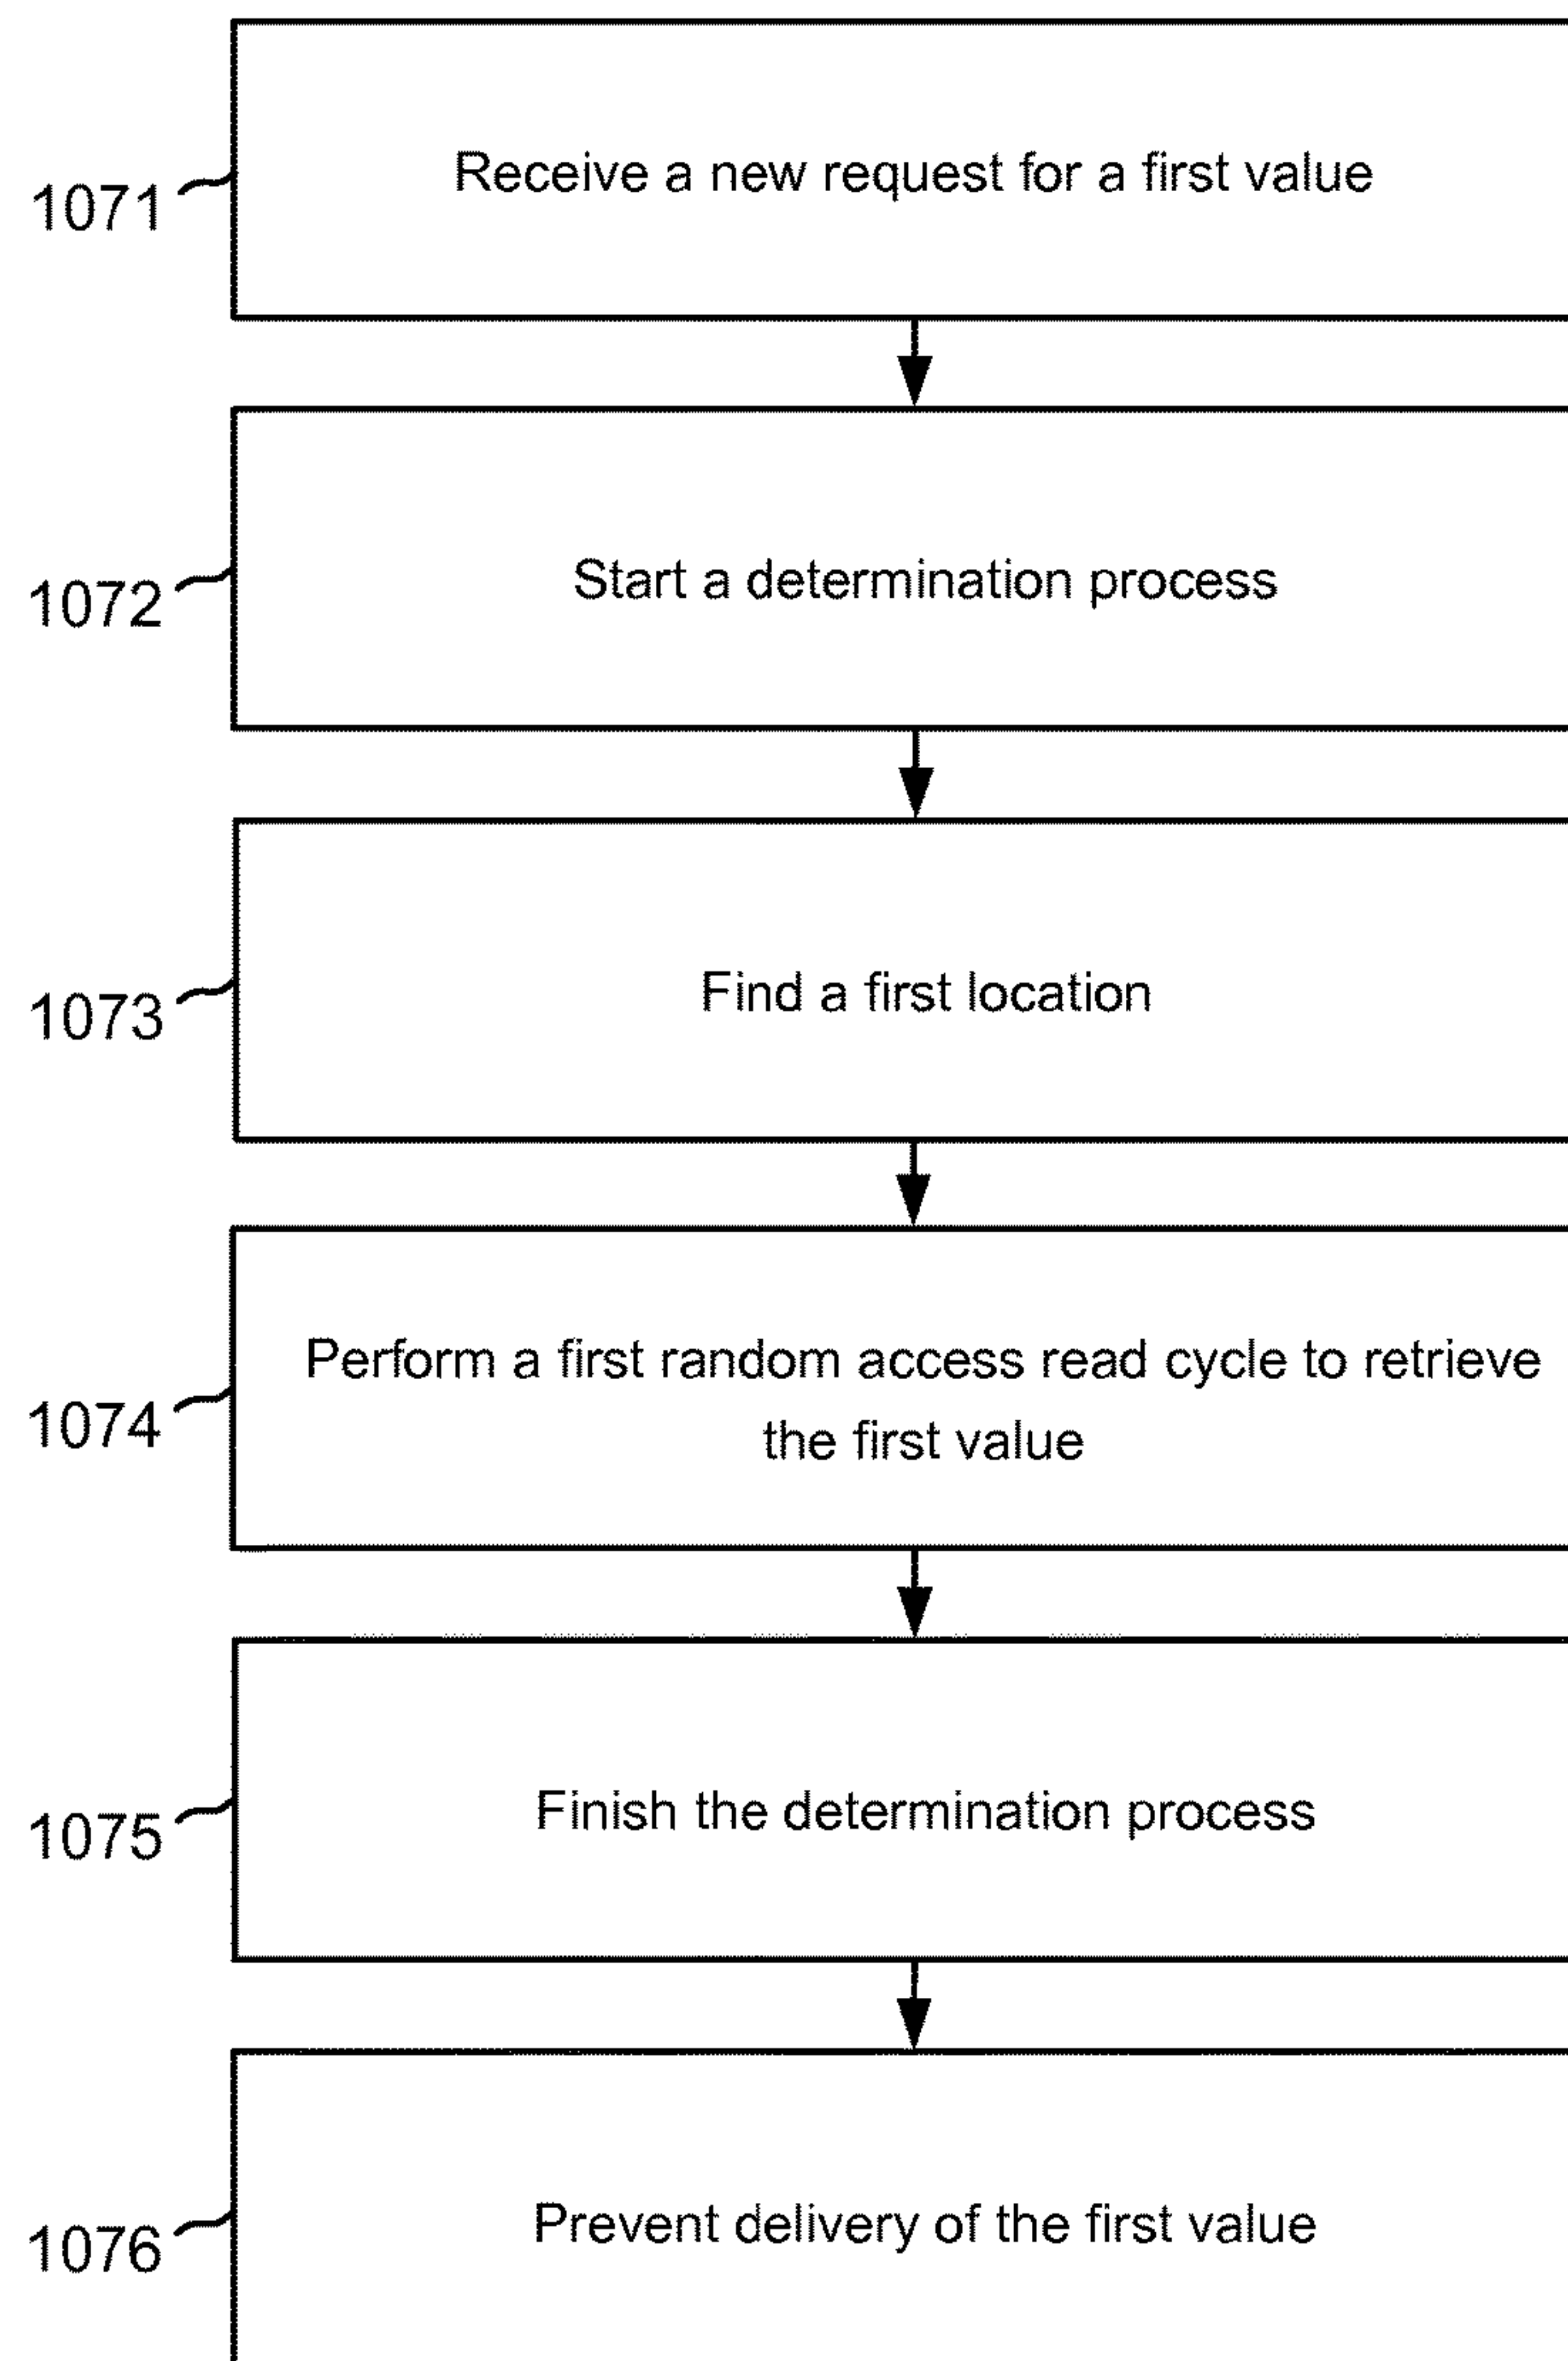 Receive a new request for a first value
1071
Start a determination process
1072
Find a first location
1073
Perform a first random access read cycle to retrieve
the first value
1074
Finish the determination process
1075
Prevent delivery of the first value
1076